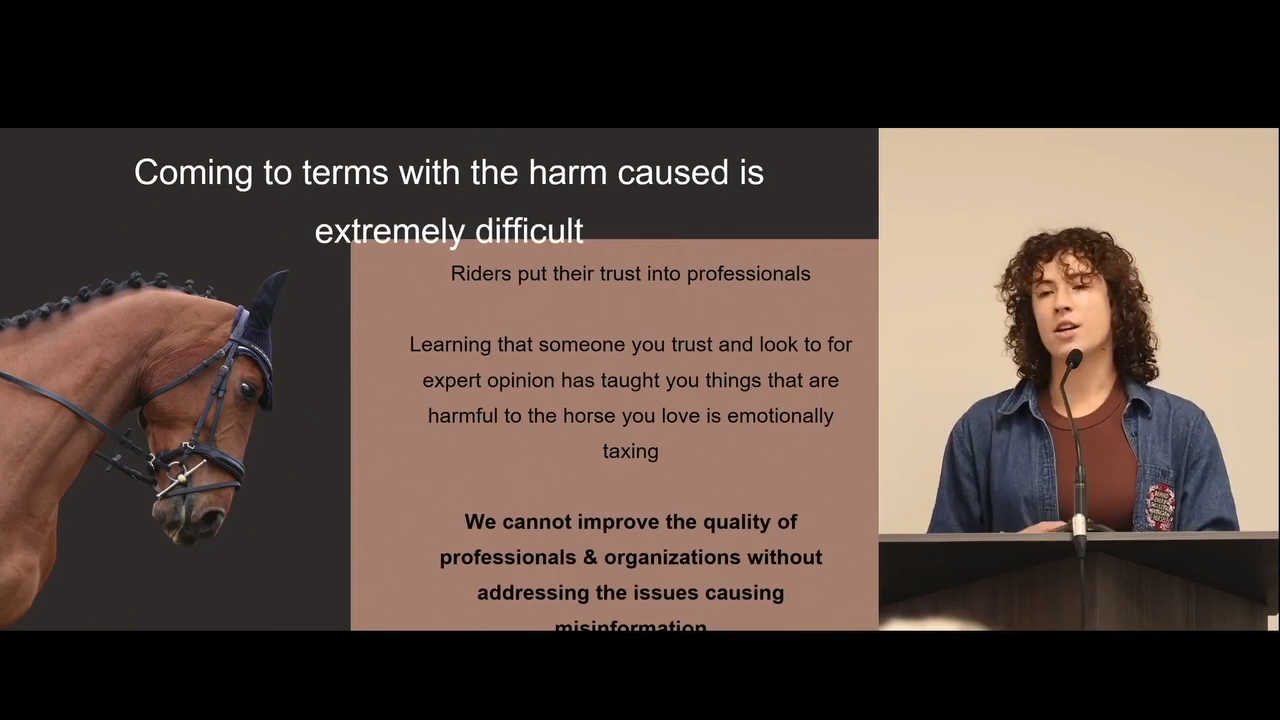 Coming to terms with the harm caused is
extremely difficult
Riders put their trust into professionals
Learning that someone you trust and look to for
expert opinion has taught you things that are
harmful to the horse you love is emotionally
taxing
We cannot improve the quality of
professionals & organizations without
addressing the issues causing
misinformation